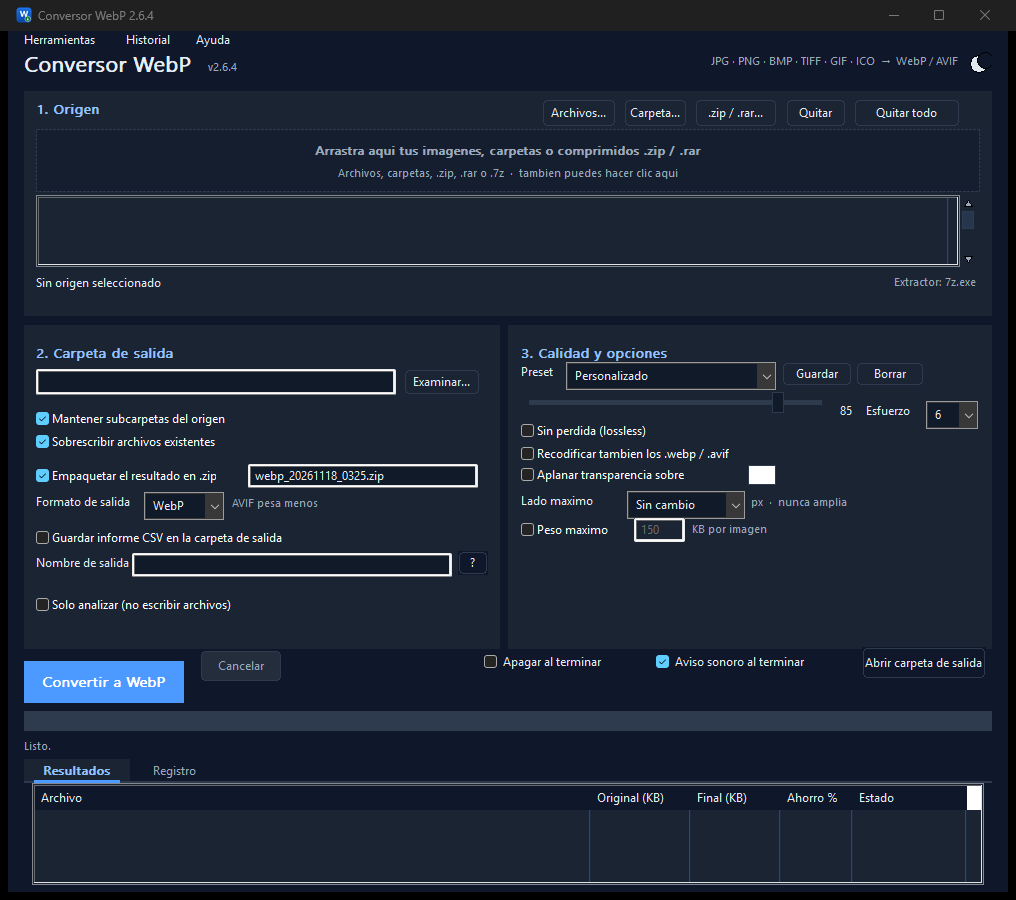 Conversor WebP 2.6.4
Herramientas Historial Ayuda
Conversor WebP v2.6.4
JPG · PNG · BMP · TIFF · GIF · ICO → WebP / AVIF
1. Origen
Archivos... Carpeta... .zip / .rar... Quitar Quitar todo
Arrastra aqui tus imagenes, carpetas o comprimidos .zip / .rar
Archivos, carpetas, .zip, .rar o .7z · tambien puedes hacer clic aqui
Sin origen seleccionado
Extractor: 7z.exe
2. Carpeta de salida
Examinar...
Mantener subcarpetas del origen
Sobrescribir archivos existentes
Empaquetar el resultado en .zip webp_20261118_0325.zip
Formato de salida WebP AVIF pesa menos
Guardar informe CSV en la carpeta de salida
Nombre de salida ?
Solo analizar (no escribir archivos)
3. Calidad y opciones
Preset Personalizado Guardar Borrar
85 Esfuerzo 6
Sin perdida (lossless)
Recodificar tambien los .webp / .avif
Aplanar transparencia sobre
Lado maximo Sin cambio px · nunca amplia
Peso maximo 150 KB por imagen
Convertir a WebP Cancelar Apagar al terminar Aviso sonoro al terminar Abrir carpeta de salida
Listo.
Resultados Registro
Archivo Original (KB) Final (KB) Ahorro % Estado